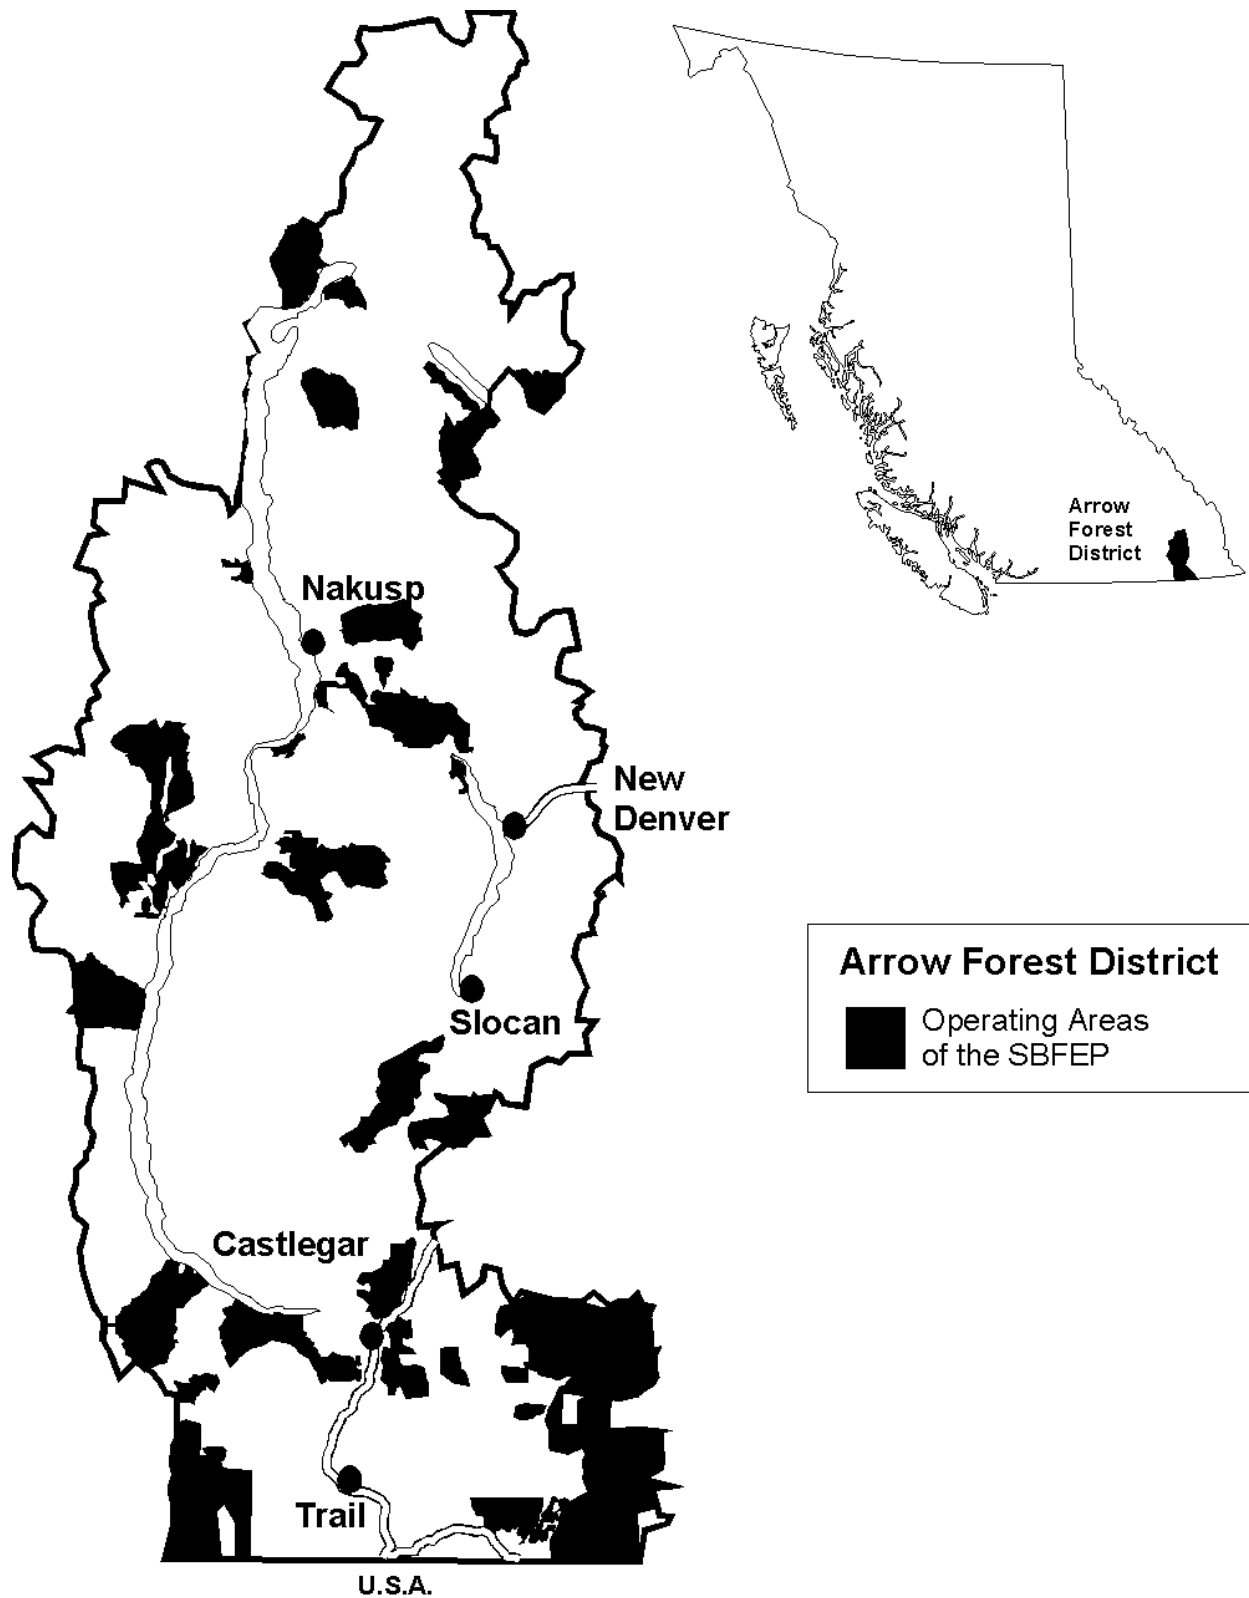 Arrow
Forest
District
Nakusp
New
Denver
Arrow Forest District
Operating Areas
of the SBFEP
Slocan
Castlegar
Trail
U.S.A.